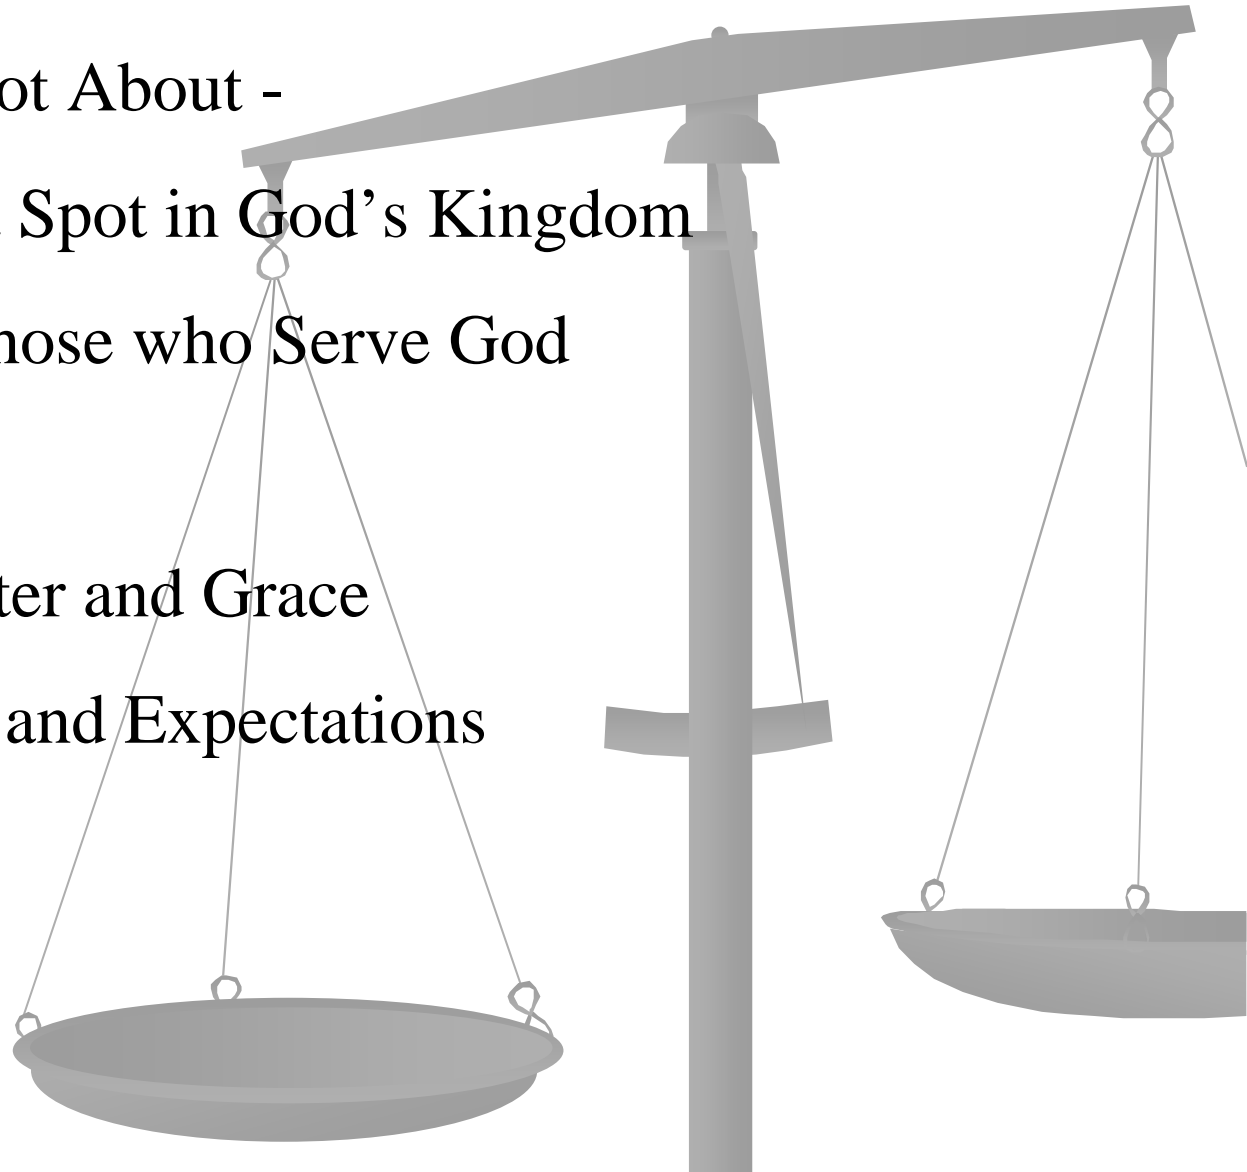 ot About -
Spot in God’s Kingdom
hose who Serve God
ter and Grace
and Expectations